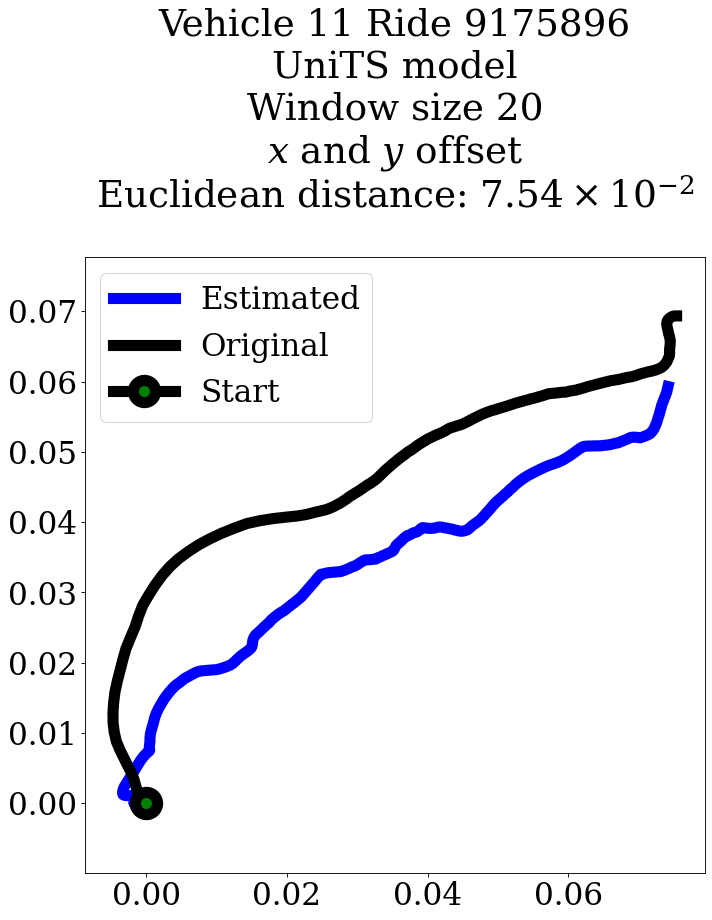 Vehicle 11 Ride 9175896
UniTS model
Window size 20
x and y offset
Euclidean distance: 7.54 × 10⁻²
Estimated
Original
Start
0.07
0.06
0.05
0.04
0.03
0.02
0.01
0.00
0.00 0.02 0.04 0.06